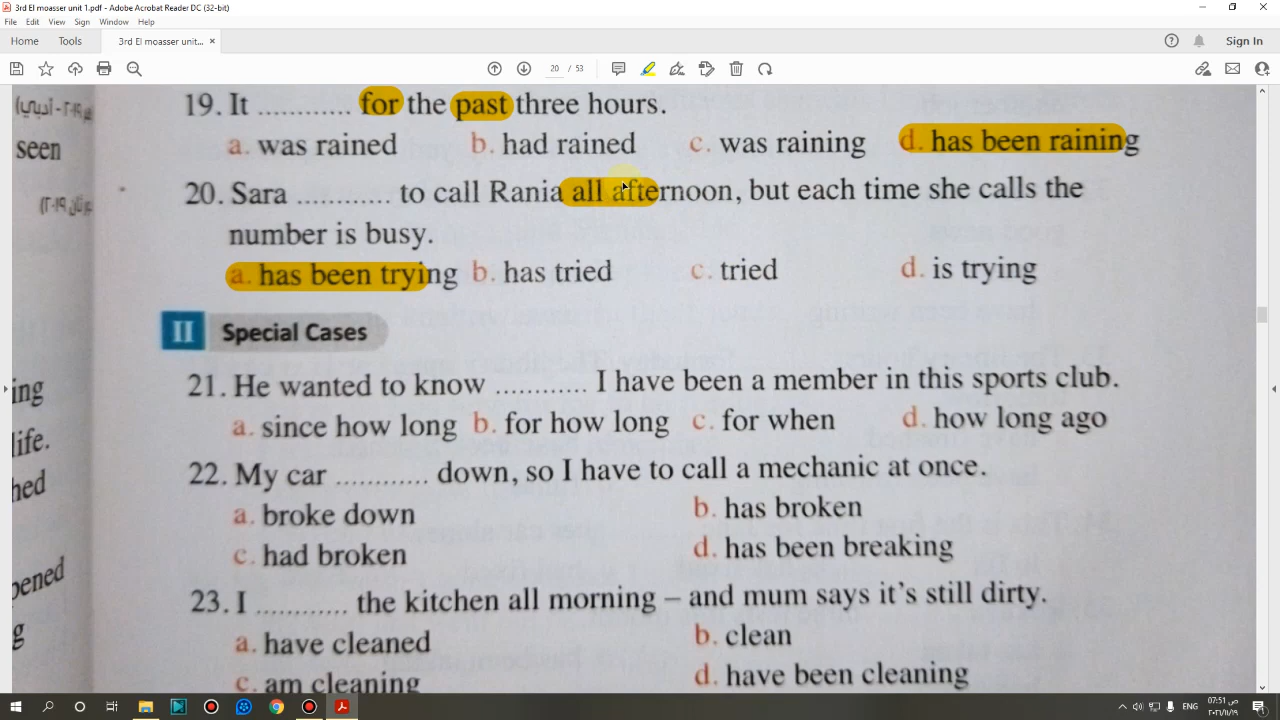 3rd El moasser unit 1.pdf - Adobe Acrobat Reader DC (32-bit)
File Edit View Sign Window Help
Home Tools 3rd El moasser unit... × Sign In
20 / 53
19. It ............ for the past three hours.
a. was rained b. had rained c. was raining d. has been raining
seen
20. Sara ............ to call Rania all afternoon, but each time she calls the
number is busy.
a. has been trying b. has tried c. tried d. is trying
II Special Cases
ing
21. He wanted to know ............ I have been a member in this sports club.
life.
a. since how long b. for how long c. for when d. how long ago
hed
22. My car ............ down, so I have to call a mechanic at once.
a. broke down b. has broken
c. had broken d. has been breaking
pened
23. I ............ the kitchen all morning – and mum says it's still dirty.
g
a. have cleaned b. clean
c. am cleaning d. have been cleaning
ENG
07:51 ص